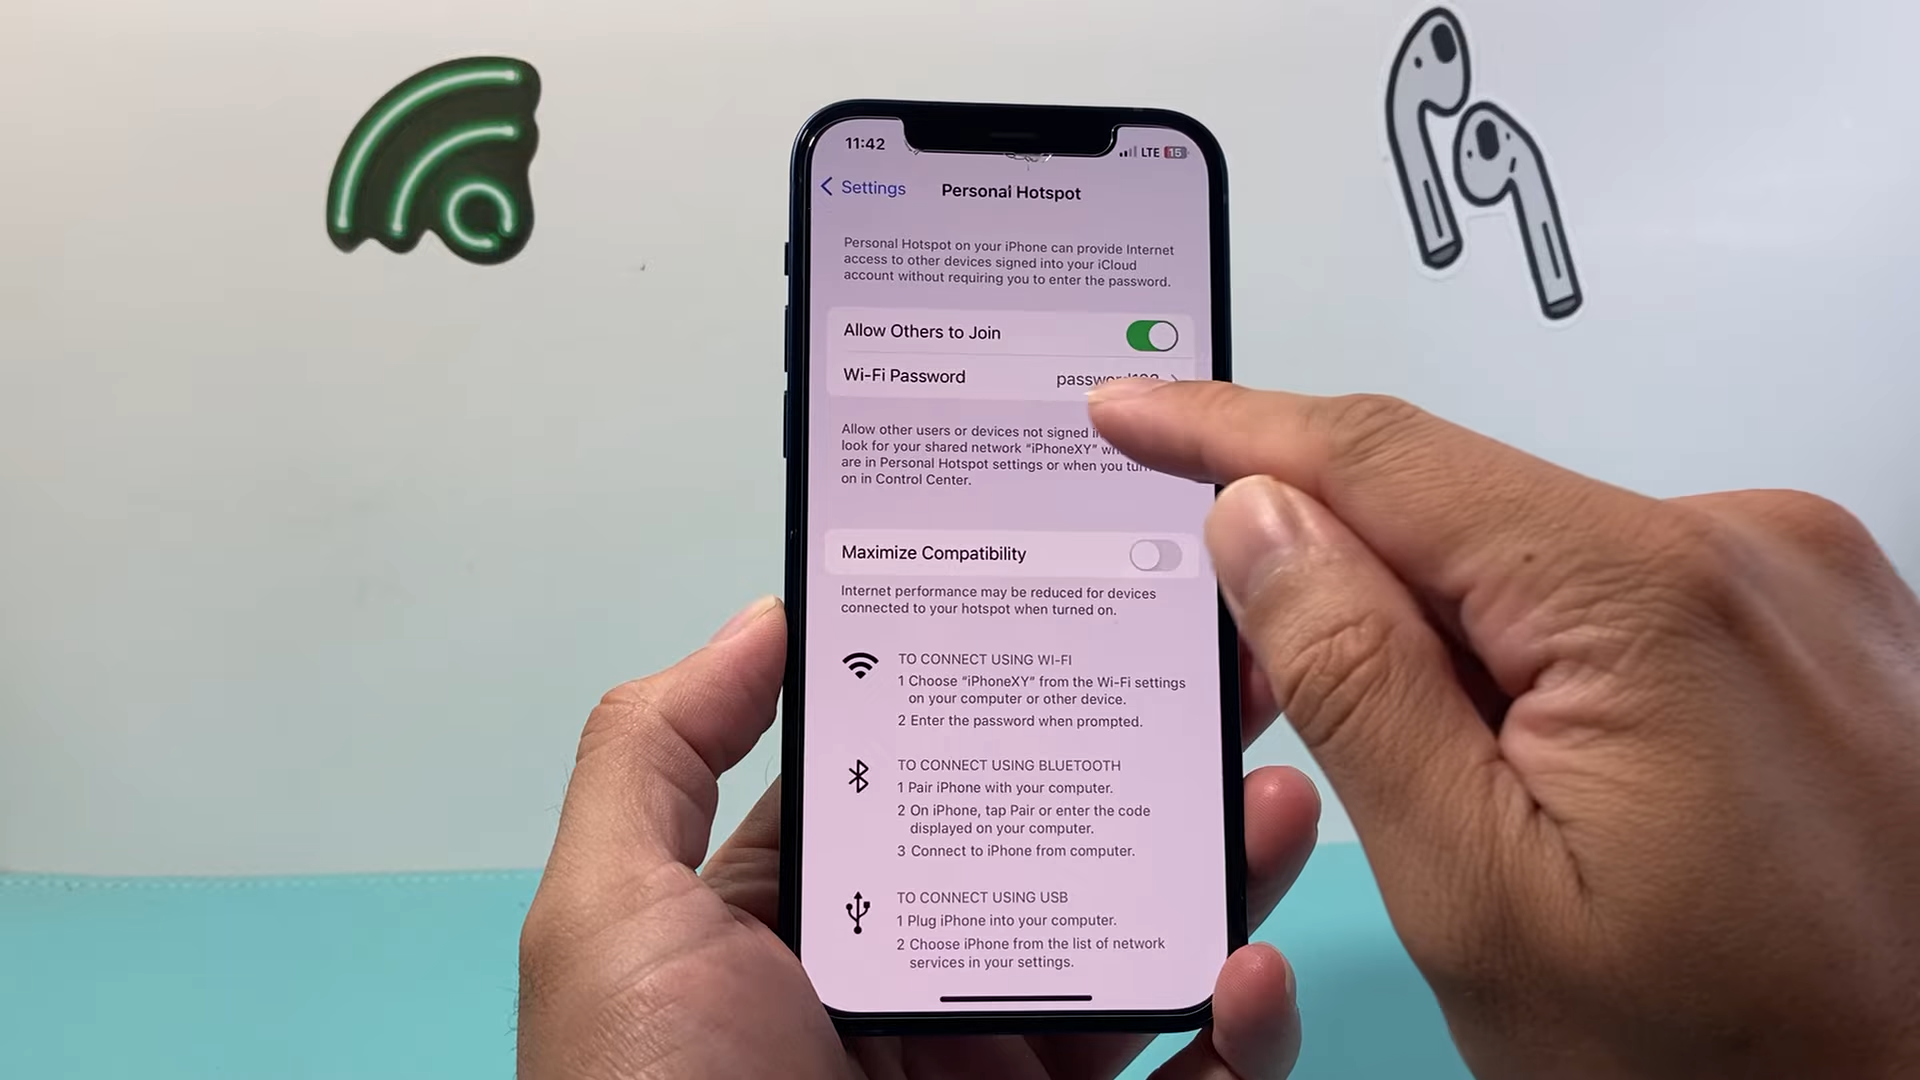 11:42
LTE 15
Settings
Personal Hotspot
Personal Hotspot on your iPhone can provide Internet
access to other devices signed into your iCloud
account without requiring you to enter the password.
Allow Others to Join
Wi-Fi Password
Allow other users or devices not signed
look for your shared network “iPhoneXY”
are in Personal Hotspot settings or when you
on in Control Center.
Maximize Compatibility
Internet performance may be reduced for devices
connected to your hotspot when turned on.
TO CONNECT USING WI-FI
1 Choose “iPhoneXY” from the Wi-Fi settings
on your computer or other device.
2 Enter the password when prompted.
TO CONNECT USING BLUETOOTH
1 Pair iPhone with your computer.
2 On iPhone, tap Pair or enter the code
displayed on your computer.
3 Connect to iPhone from computer.
TO CONNECT USING USB
1 Plug iPhone into your computer.
2 Choose iPhone from the list of network
services in your settings.